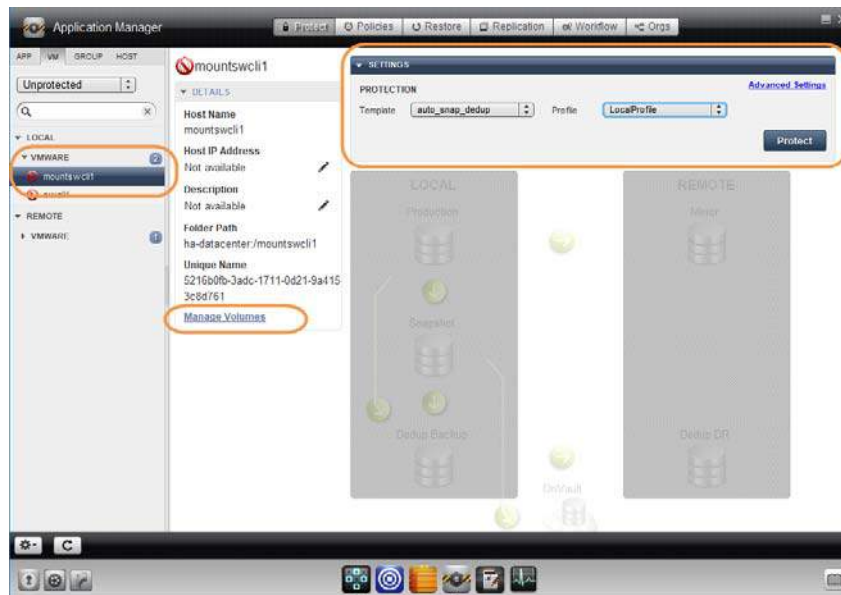 Application Manager
Protect
Policies
Restore
Replication
Workflow
Orgs
APP
VM
GROUP
HOST
Unprotected
LOCAL
VMWARE
2
mountswcli1
REMOTE
VMWARE
1
mountswcli1
DETAILS
Host Name
mountswcli1
Host IP Address
Not available
Description
Not available
Folder Path
ha-datacenter:/mountswcli1
Unique Name
5216b0fb-3adc-1711-0d21-9a415
3c8d761
Manage Volumes
SETTINGS
PROTECTION
Advanced Settings
Template
auto_snap_dedup
Profile
LocalProfile
Protect
LOCAL
REMOTE
Production
Mirror
Snapshot
Dedup Backup
Dedup DR
OnVault